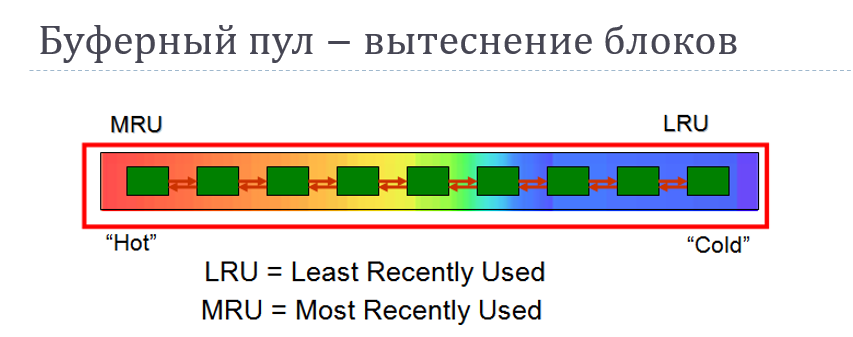 Буферный пул – вытеснение блоков
MRU
LRU
“Hot”
“Cold”
LRU = Least Recently Used
MRU = Most Recently Used